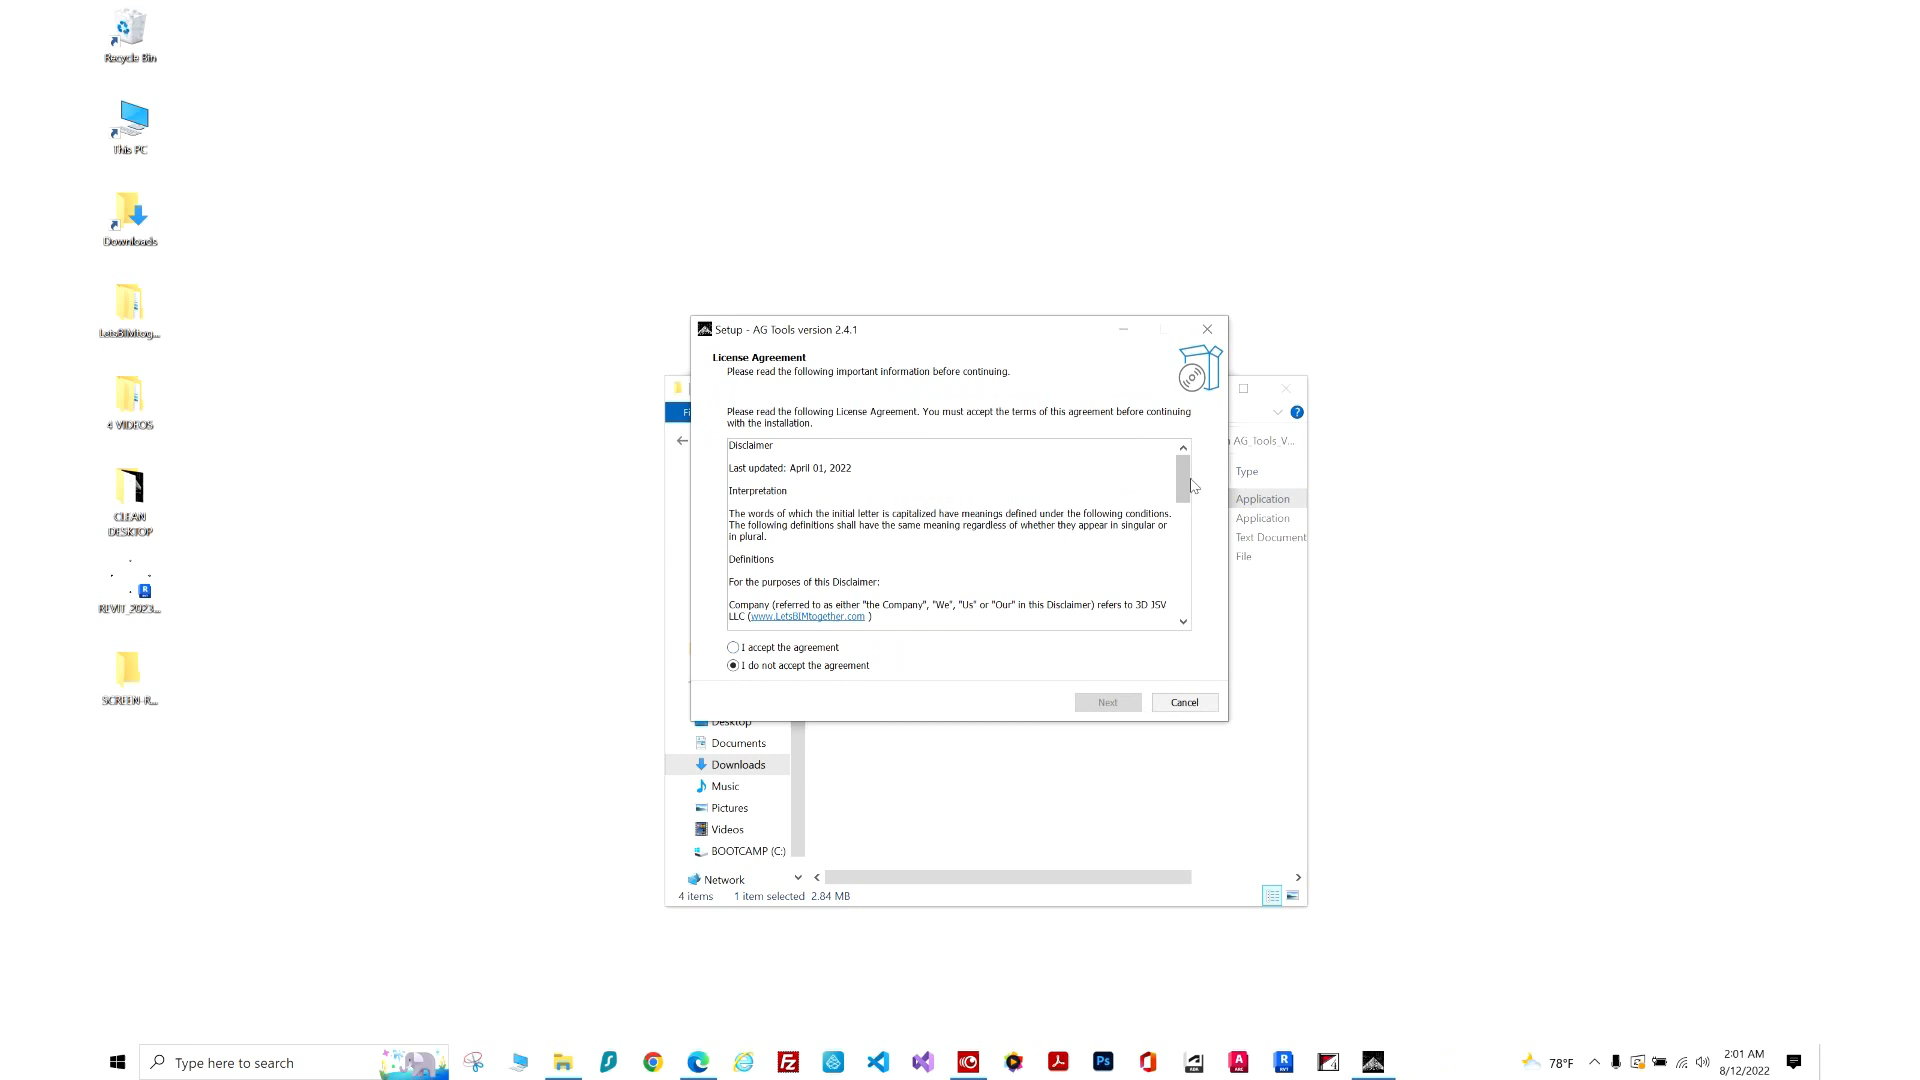 Recycle Bin
This PC
Downloads
LetsBIMtog...
4 VIDEOS
CLEAN
DESKTOP
REVIT_2023...
SCREEN-R...
Setup - AG Tools version 2.4.1
License Agreement
Please read the following important information before continuing.
Please read the following License Agreement. You must accept the terms of this agreement before continuing
with the installation.
Disclaimer
Last updated: April 01, 2022
Interpretation
The words of which the initial letter is capitalized have meanings defined under the following conditions.
The following definitions shall have the same meaning regardless of whether they appear in singular or
in plural.
Definitions
For the purposes of this Disclaimer:
Company (referred to as either "the Company", "We", "Us" or "Our" in this Disclaimer) refers to 3D JSV
LLC (www.LetsBIMtogether.com )
I accept the agreement
I do not accept the agreement
Next
Cancel
Fi
AG_Tools_V...
Type
Application
Application
Text Document
File
Desktop
Documents
Downloads
Music
Pictures
Videos
BOOTCAMP (C:)
Network
4 items 1 item selected 2.84 MB
Type here to search
78°F
2:01 AM
8/12/2022